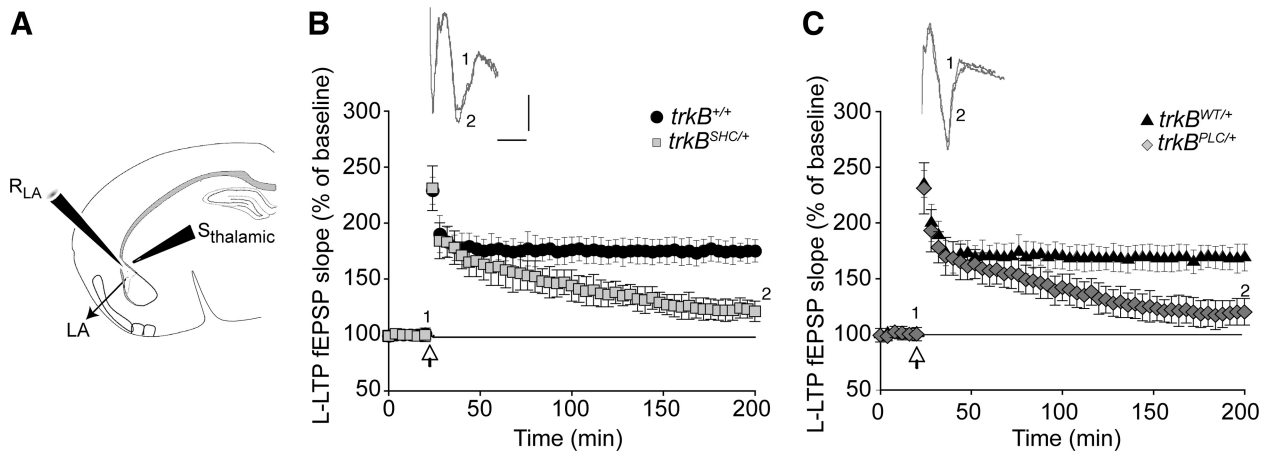 A
R_LA
S_thalamic
LA
B
1
2
L-LTP fEPSP slope (% of baseline)
300
250
200
150
100
50
trkB+/+
trkBSHC/+
1
2
0
50
100
150
200
Time (min)
C
1
2
L-LTP fEPSP slope (% of baseline)
300
250
200
150
100
50
trkBWT/+
trkBPLC/+
1
2
0
50
100
150
200
Time (min)